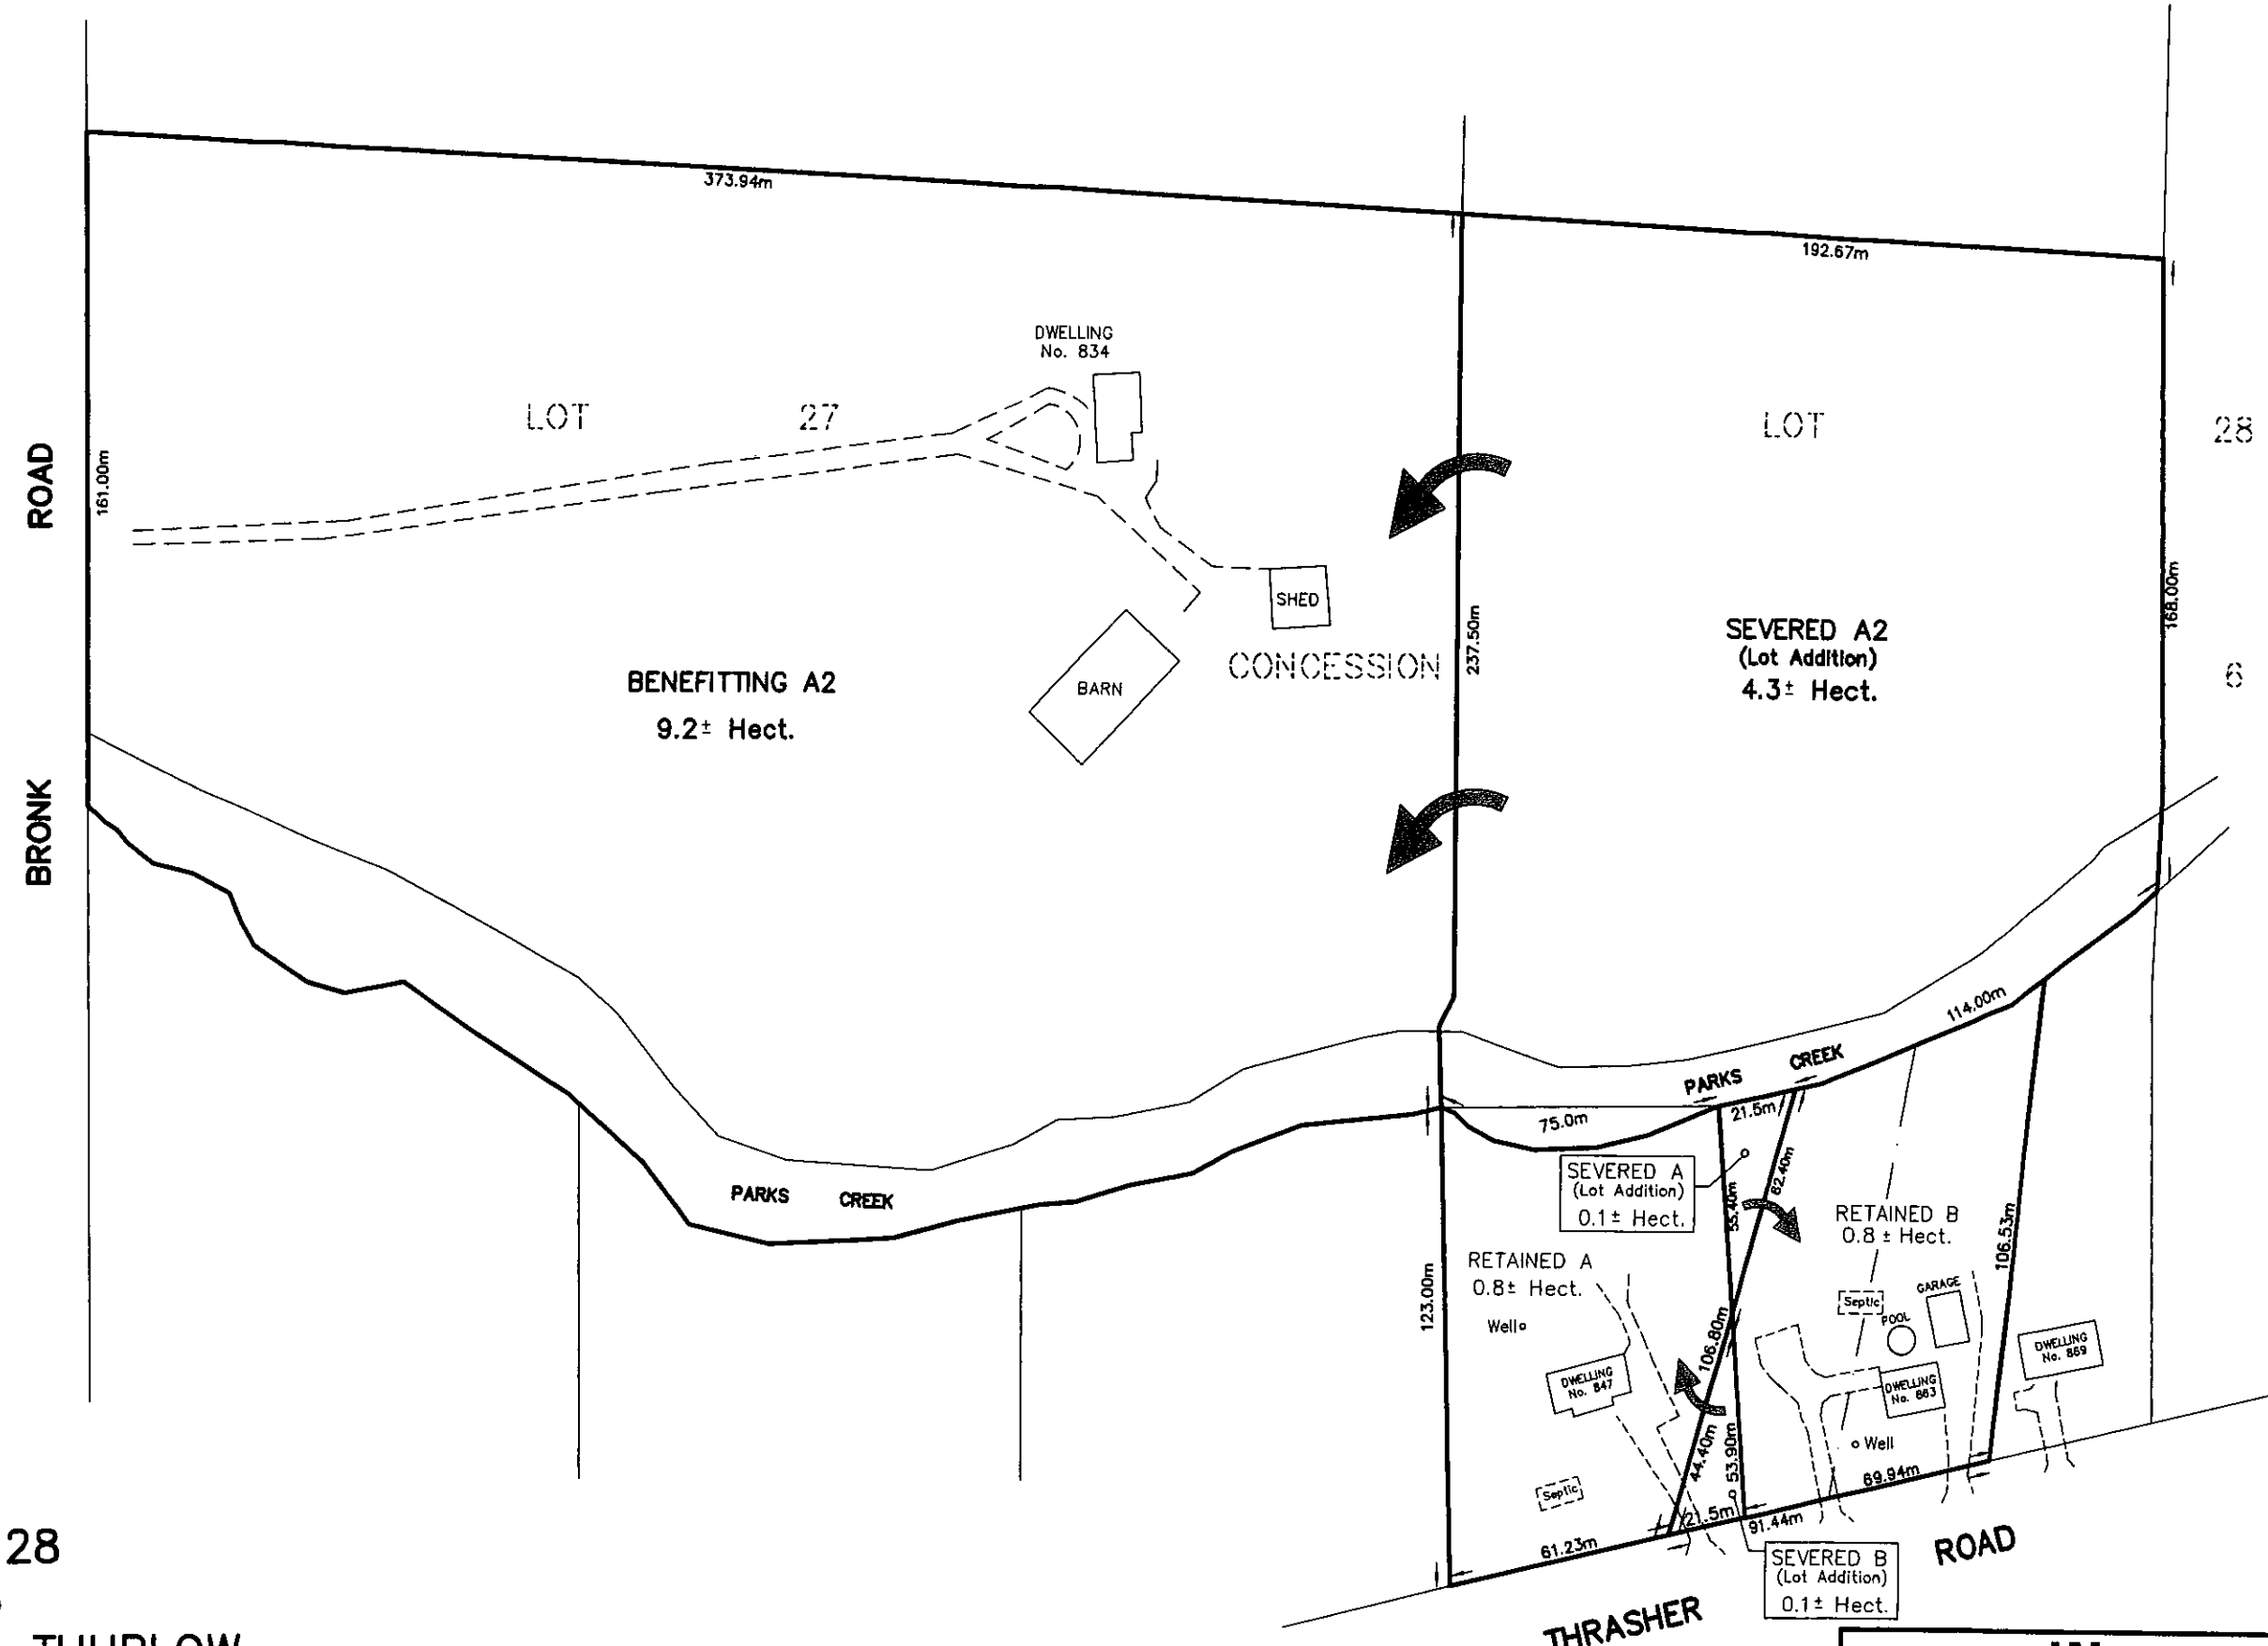 373.94m
192.67m
DWELLING
No. 834
LOT 27
LOT 28
ROAD
161.00m
168.00m
SHED
237.50m
SEVERED A2
(Lot Addition)
4.3± Hect.
CONCESSION 6
BENEFITTING A2
9.2± Hect.
BARN
BRONK
114.00m
PARKS CREEK
75.0m
21.5m
82.40m
SEVERED A
(Lot Addition)
0.1± Hect.
55.40m
PARKS CREEK
RETAINED B
0.8 ± Hect.
106.53m
RETAINED A
0.8± Hect.
123.00m
Septic
GARAGE
POOL
Well
106.80m
DWELLING
No. 869
DWELLING
No. 847
DWELLING
No. 863
44.40m
53.90m
Well
69.94m
Septic
21.5m
91.44m
61.23m
SEVERED B
(Lot Addition)
0.1± Hect.
ROAD
THRASHER
28